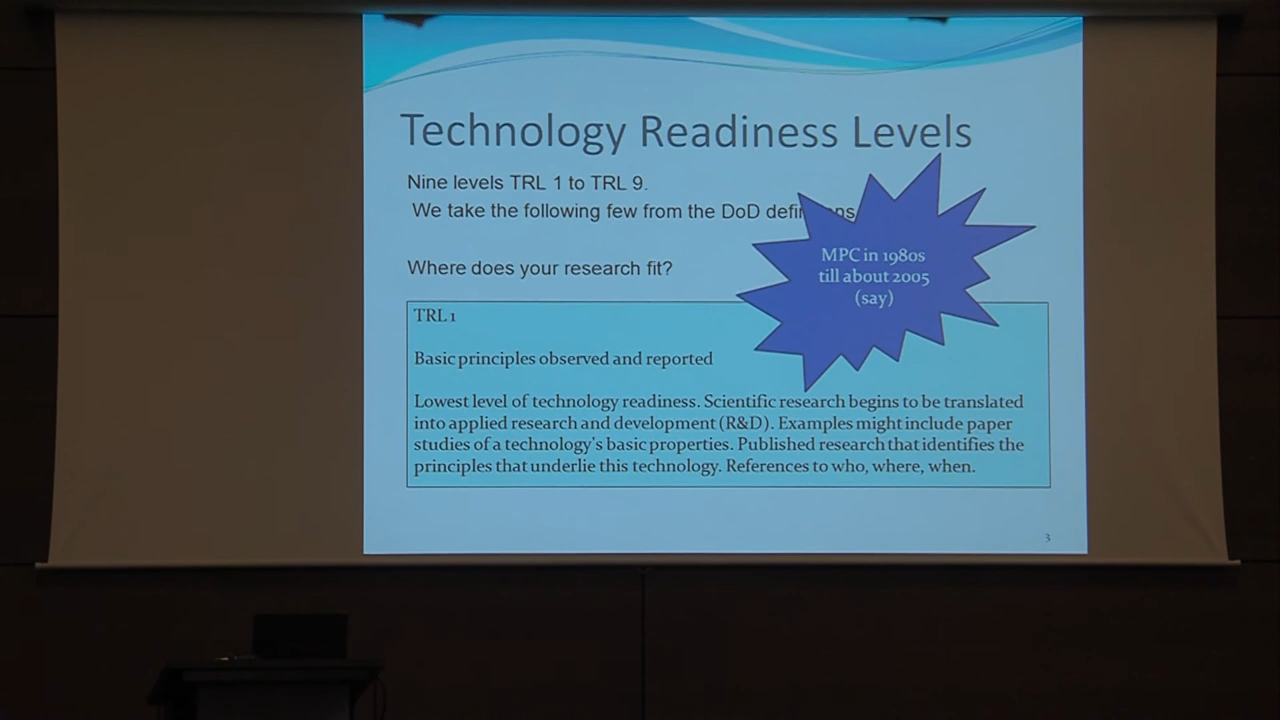 Technology Readiness Levels
Nine levels TRL 1 to TRL 9.
We take the following few from the DoD
MPC in 1980s
till about 2005
(say)
Where does your research fit?
TRL 1
Basic principles observed and reported
Lowest level of technology readiness. Scientific research begins to be translated
into applied research and development (R&D). Examples might include paper
studies of a technology's basic properties. Published research that identifies the
principles that underlie this technology. References to who, where, when.
3